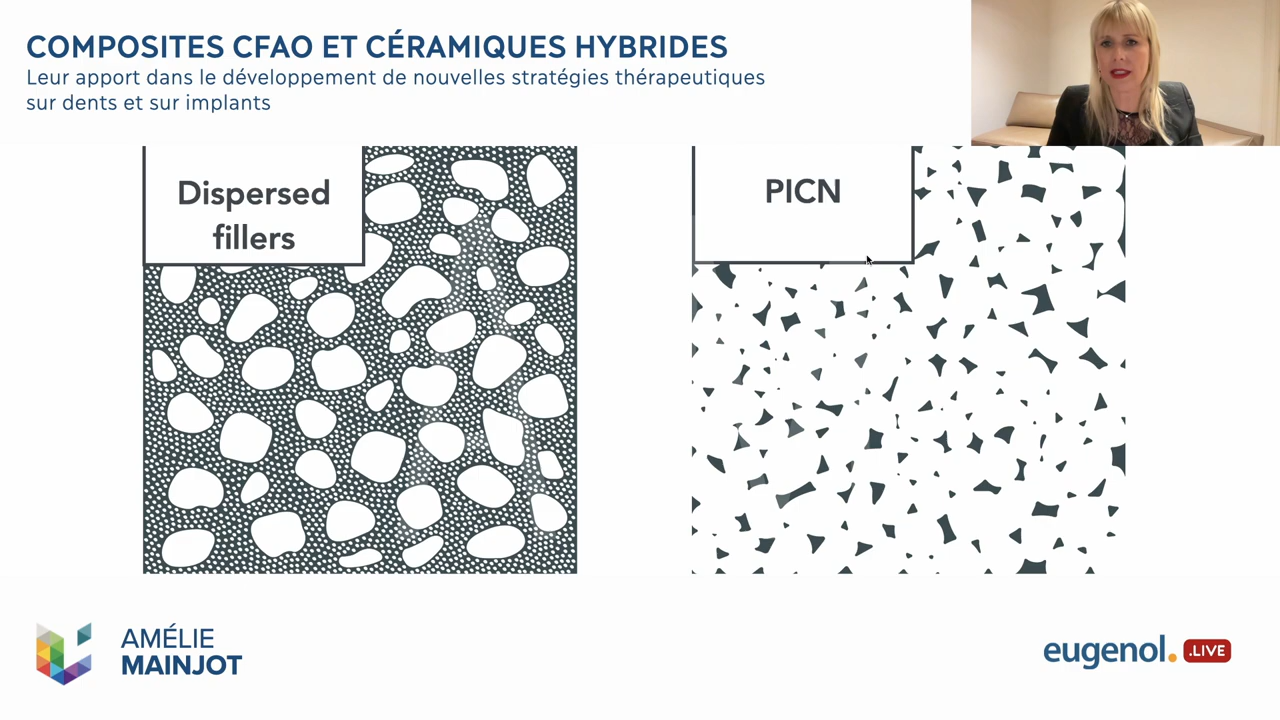 COMPOSITES CFAO ET CÉRAMIQUES HYBRIDES
Leur apport dans le développement de nouvelles stratégies thérapeutiques
sur dents et sur implants
Dispersed
fillers
PICN
AMÉLIE
MAINJOT
eugenol.
.LIVE